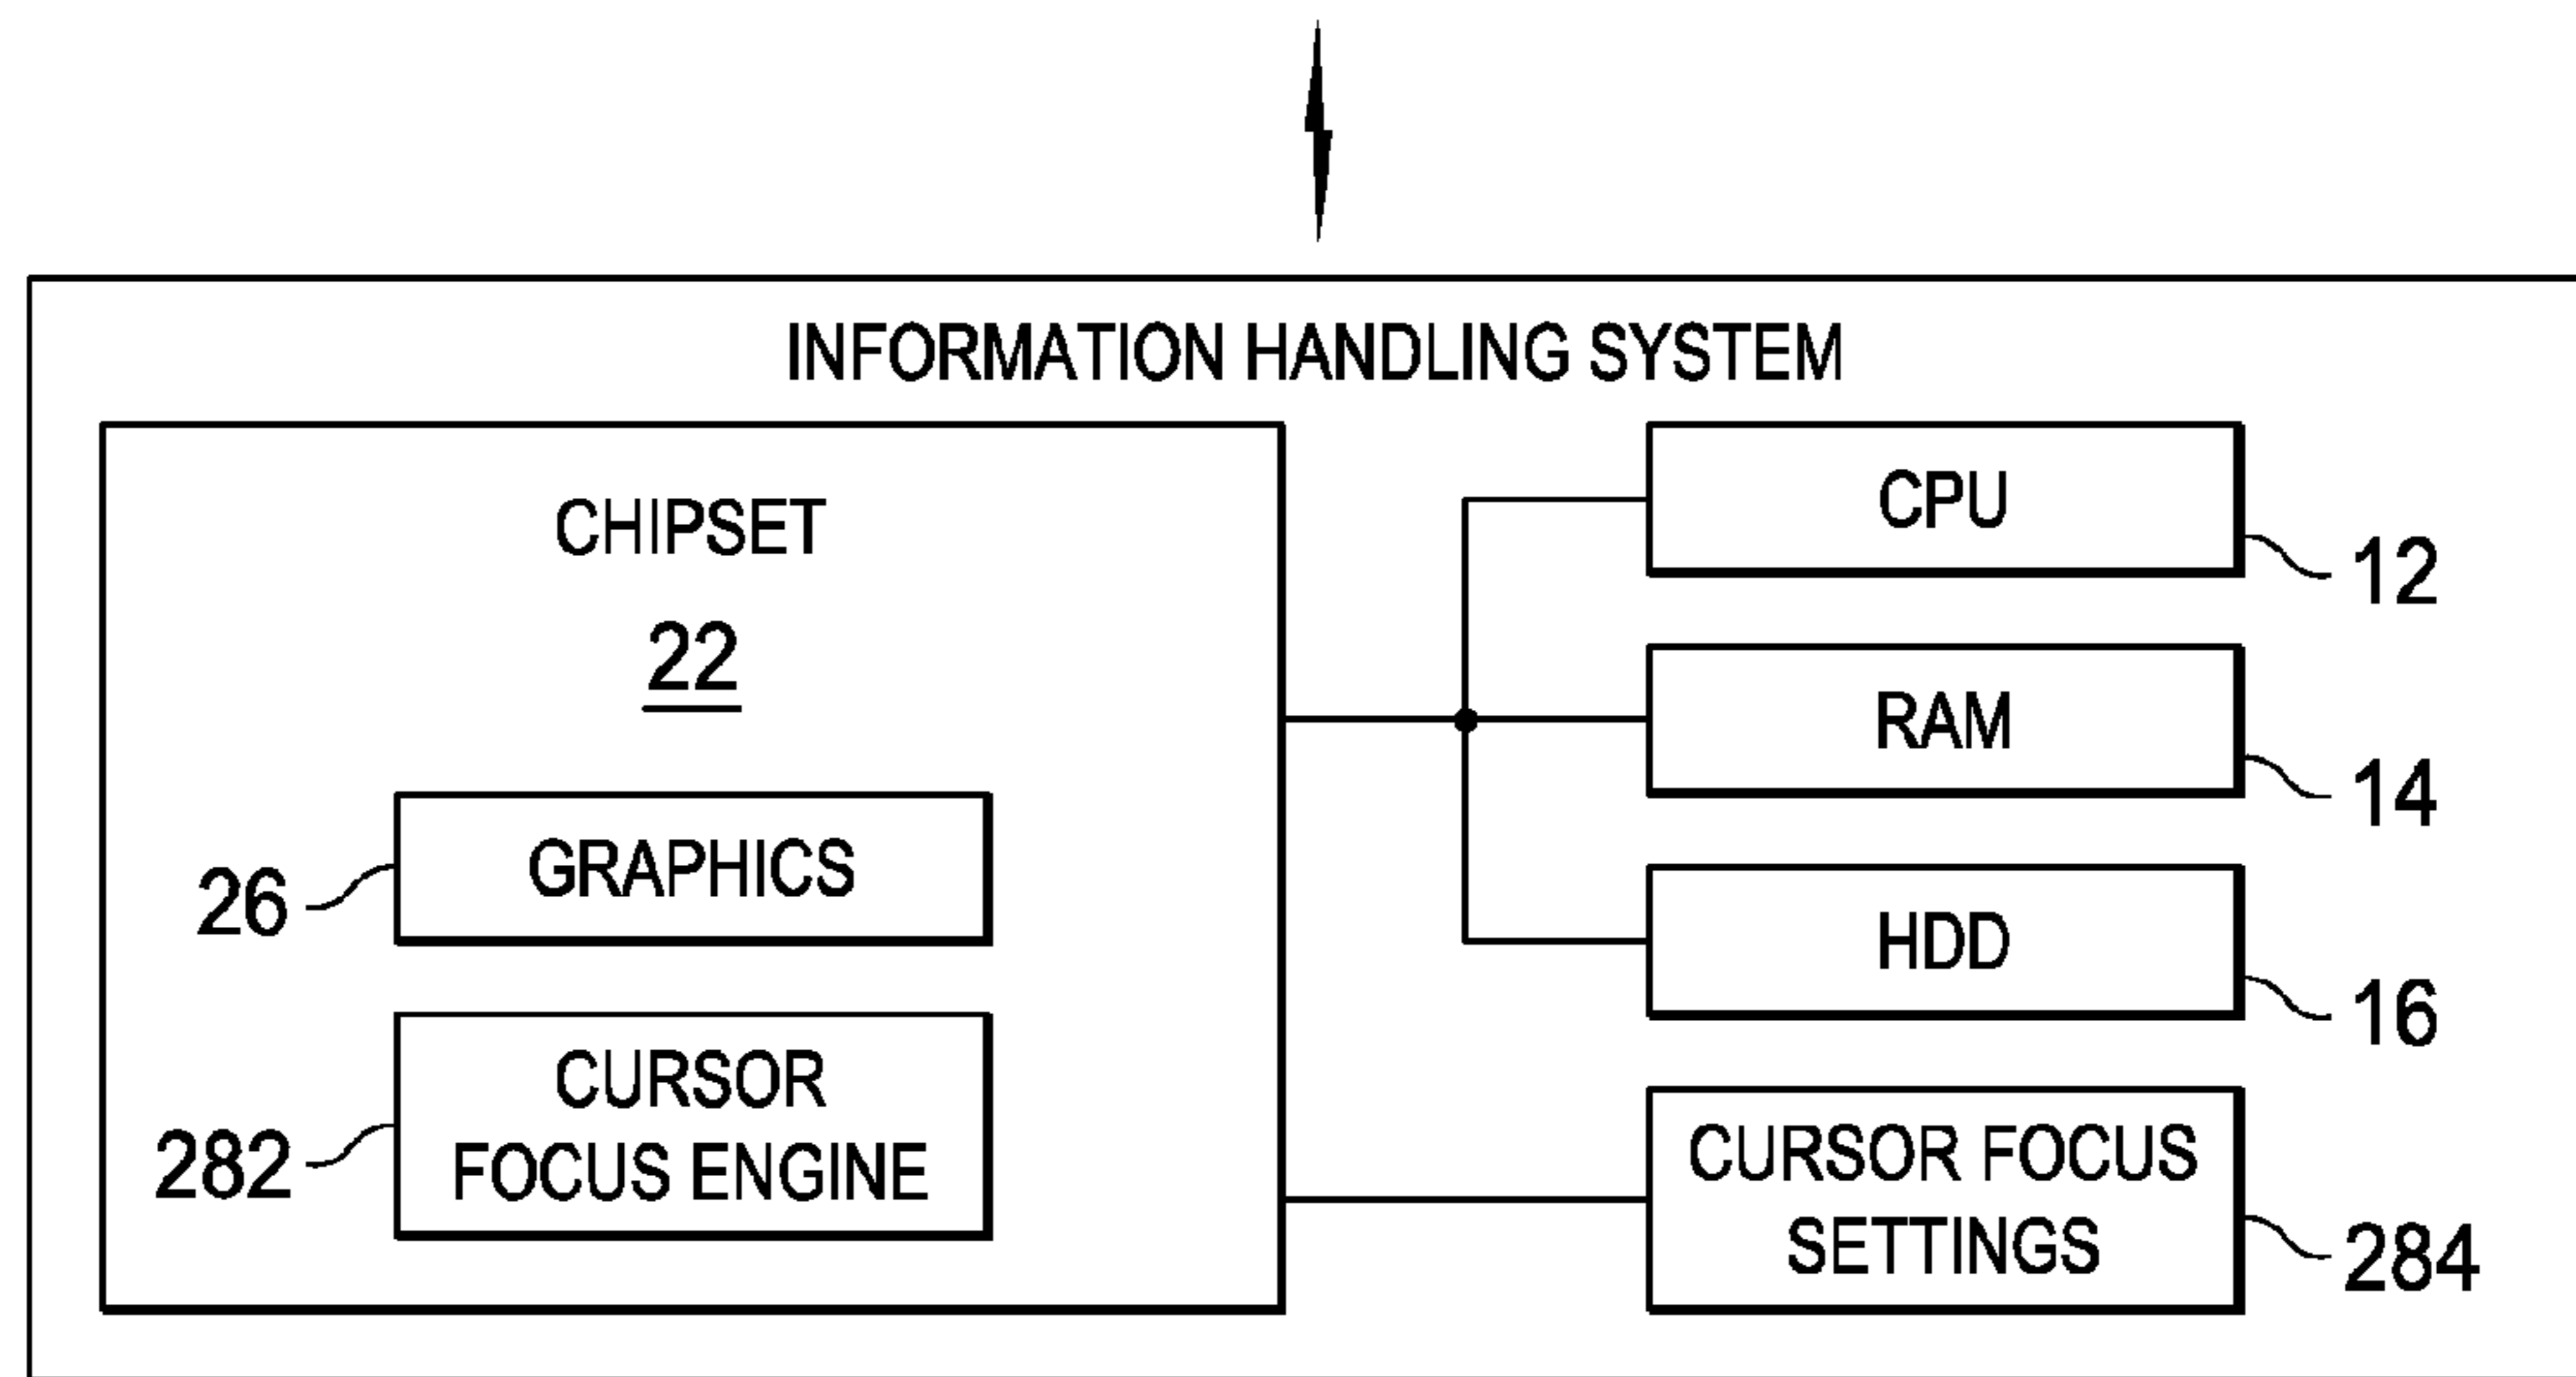 INFORMATION HANDLING SYSTEM
CHIPSET
22
GRAPHICS
26
CURSOR
FOCUS ENGINE
282
CPU
12
RAM
14
HDD
16
CURSOR FOCUS
SETTINGS
284